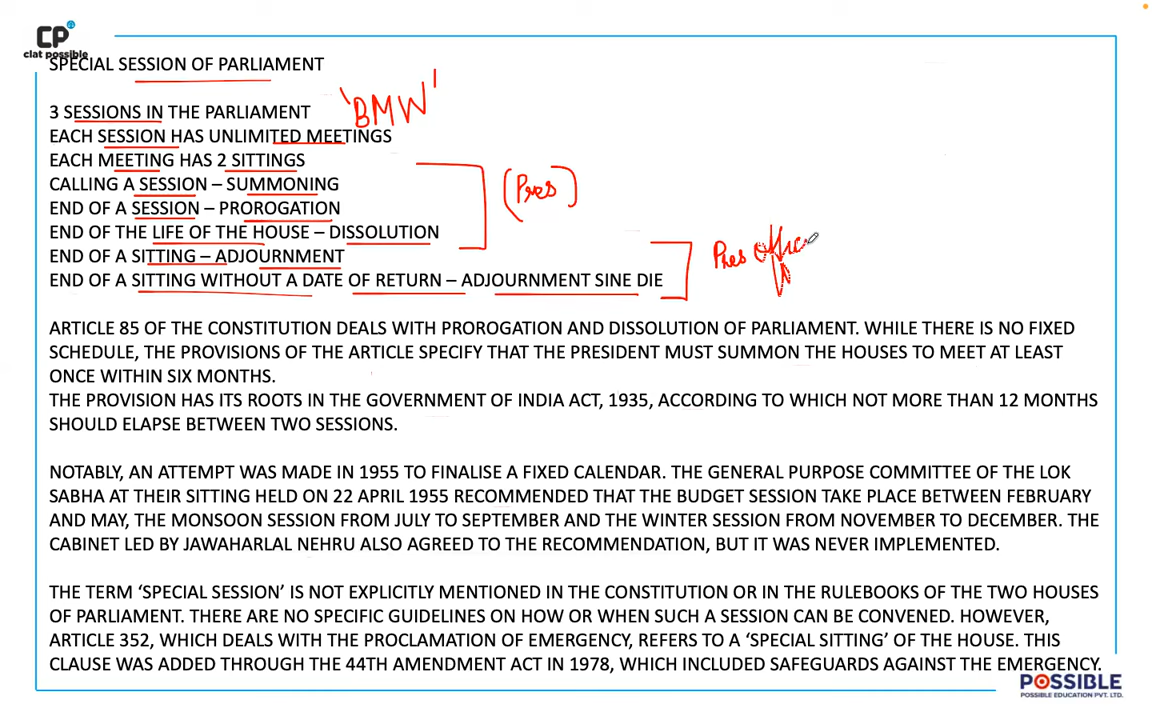 CP
clat possible
SPECIAL SESSION OF PARLIAMENT
3 SESSIONS IN THE PARLIAMENT
'BMW'
EACH SESSION HAS UNLIMITED MEETINGS
EACH MEETING HAS 2 SITTINGS
CALLING A SESSION – SUMMONING
(Pres)
END OF A SESSION – PROROGATION
END OF THE LIFE OF THE HOUSE – DISSOLUTION
END OF A SITTING – ADJOURNMENT
Pres Office
END OF A SITTING WITHOUT A DATE OF RETURN – ADJOURNMENT SINE DIE
ARTICLE 85 OF THE CONSTITUTION DEALS WITH PROROGATION AND DISSOLUTION OF PARLIAMENT. WHILE THERE IS NO FIXED
SCHEDULE, THE PROVISIONS OF THE ARTICLE SPECIFY THAT THE PRESIDENT MUST SUMMON THE HOUSES TO MEET AT LEAST
ONCE WITHIN SIX MONTHS.
THE PROVISION HAS ITS ROOTS IN THE GOVERNMENT OF INDIA ACT, 1935, ACCORDING TO WHICH NOT MORE THAN 12 MONTHS
SHOULD ELAPSE BETWEEN TWO SESSIONS.
NOTABLY, AN ATTEMPT WAS MADE IN 1955 TO FINALISE A FIXED CALENDAR. THE GENERAL PURPOSE COMMITTEE OF THE LOK
SABHA AT THEIR SITTING HELD ON 22 APRIL 1955 RECOMMENDED THAT THE BUDGET SESSION TAKE PLACE BETWEEN FEBRUARY
AND MAY, THE MONSOON SESSION FROM JULY TO SEPTEMBER AND THE WINTER SESSION FROM NOVEMBER TO DECEMBER. THE
CABINET LED BY JAWAHARLAL NEHRU ALSO AGREED TO THE RECOMMENDATION, BUT IT WAS NEVER IMPLEMENTED.
THE TERM ‘SPECIAL SESSION’ IS NOT EXPLICITLY MENTIONED IN THE CONSTITUTION OR IN THE RULEBOOKS OF THE TWO HOUSES
OF PARLIAMENT. THERE ARE NO SPECIFIC GUIDELINES ON HOW OR WHEN SUCH A SESSION CAN BE CONVENED. HOWEVER,
ARTICLE 352, WHICH DEALS WITH THE PROCLAMATION OF EMERGENCY, REFERS TO A ‘SPECIAL SITTING’ OF THE HOUSE. THIS
CLAUSE WAS ADDED THROUGH THE 44TH AMENDMENT ACT IN 1978, WHICH INCLUDED SAFEGUARDS AGAINST THE EMERGENCY.
POSSIBLE
POSSIBLE EDUCATION PVT. LTD.